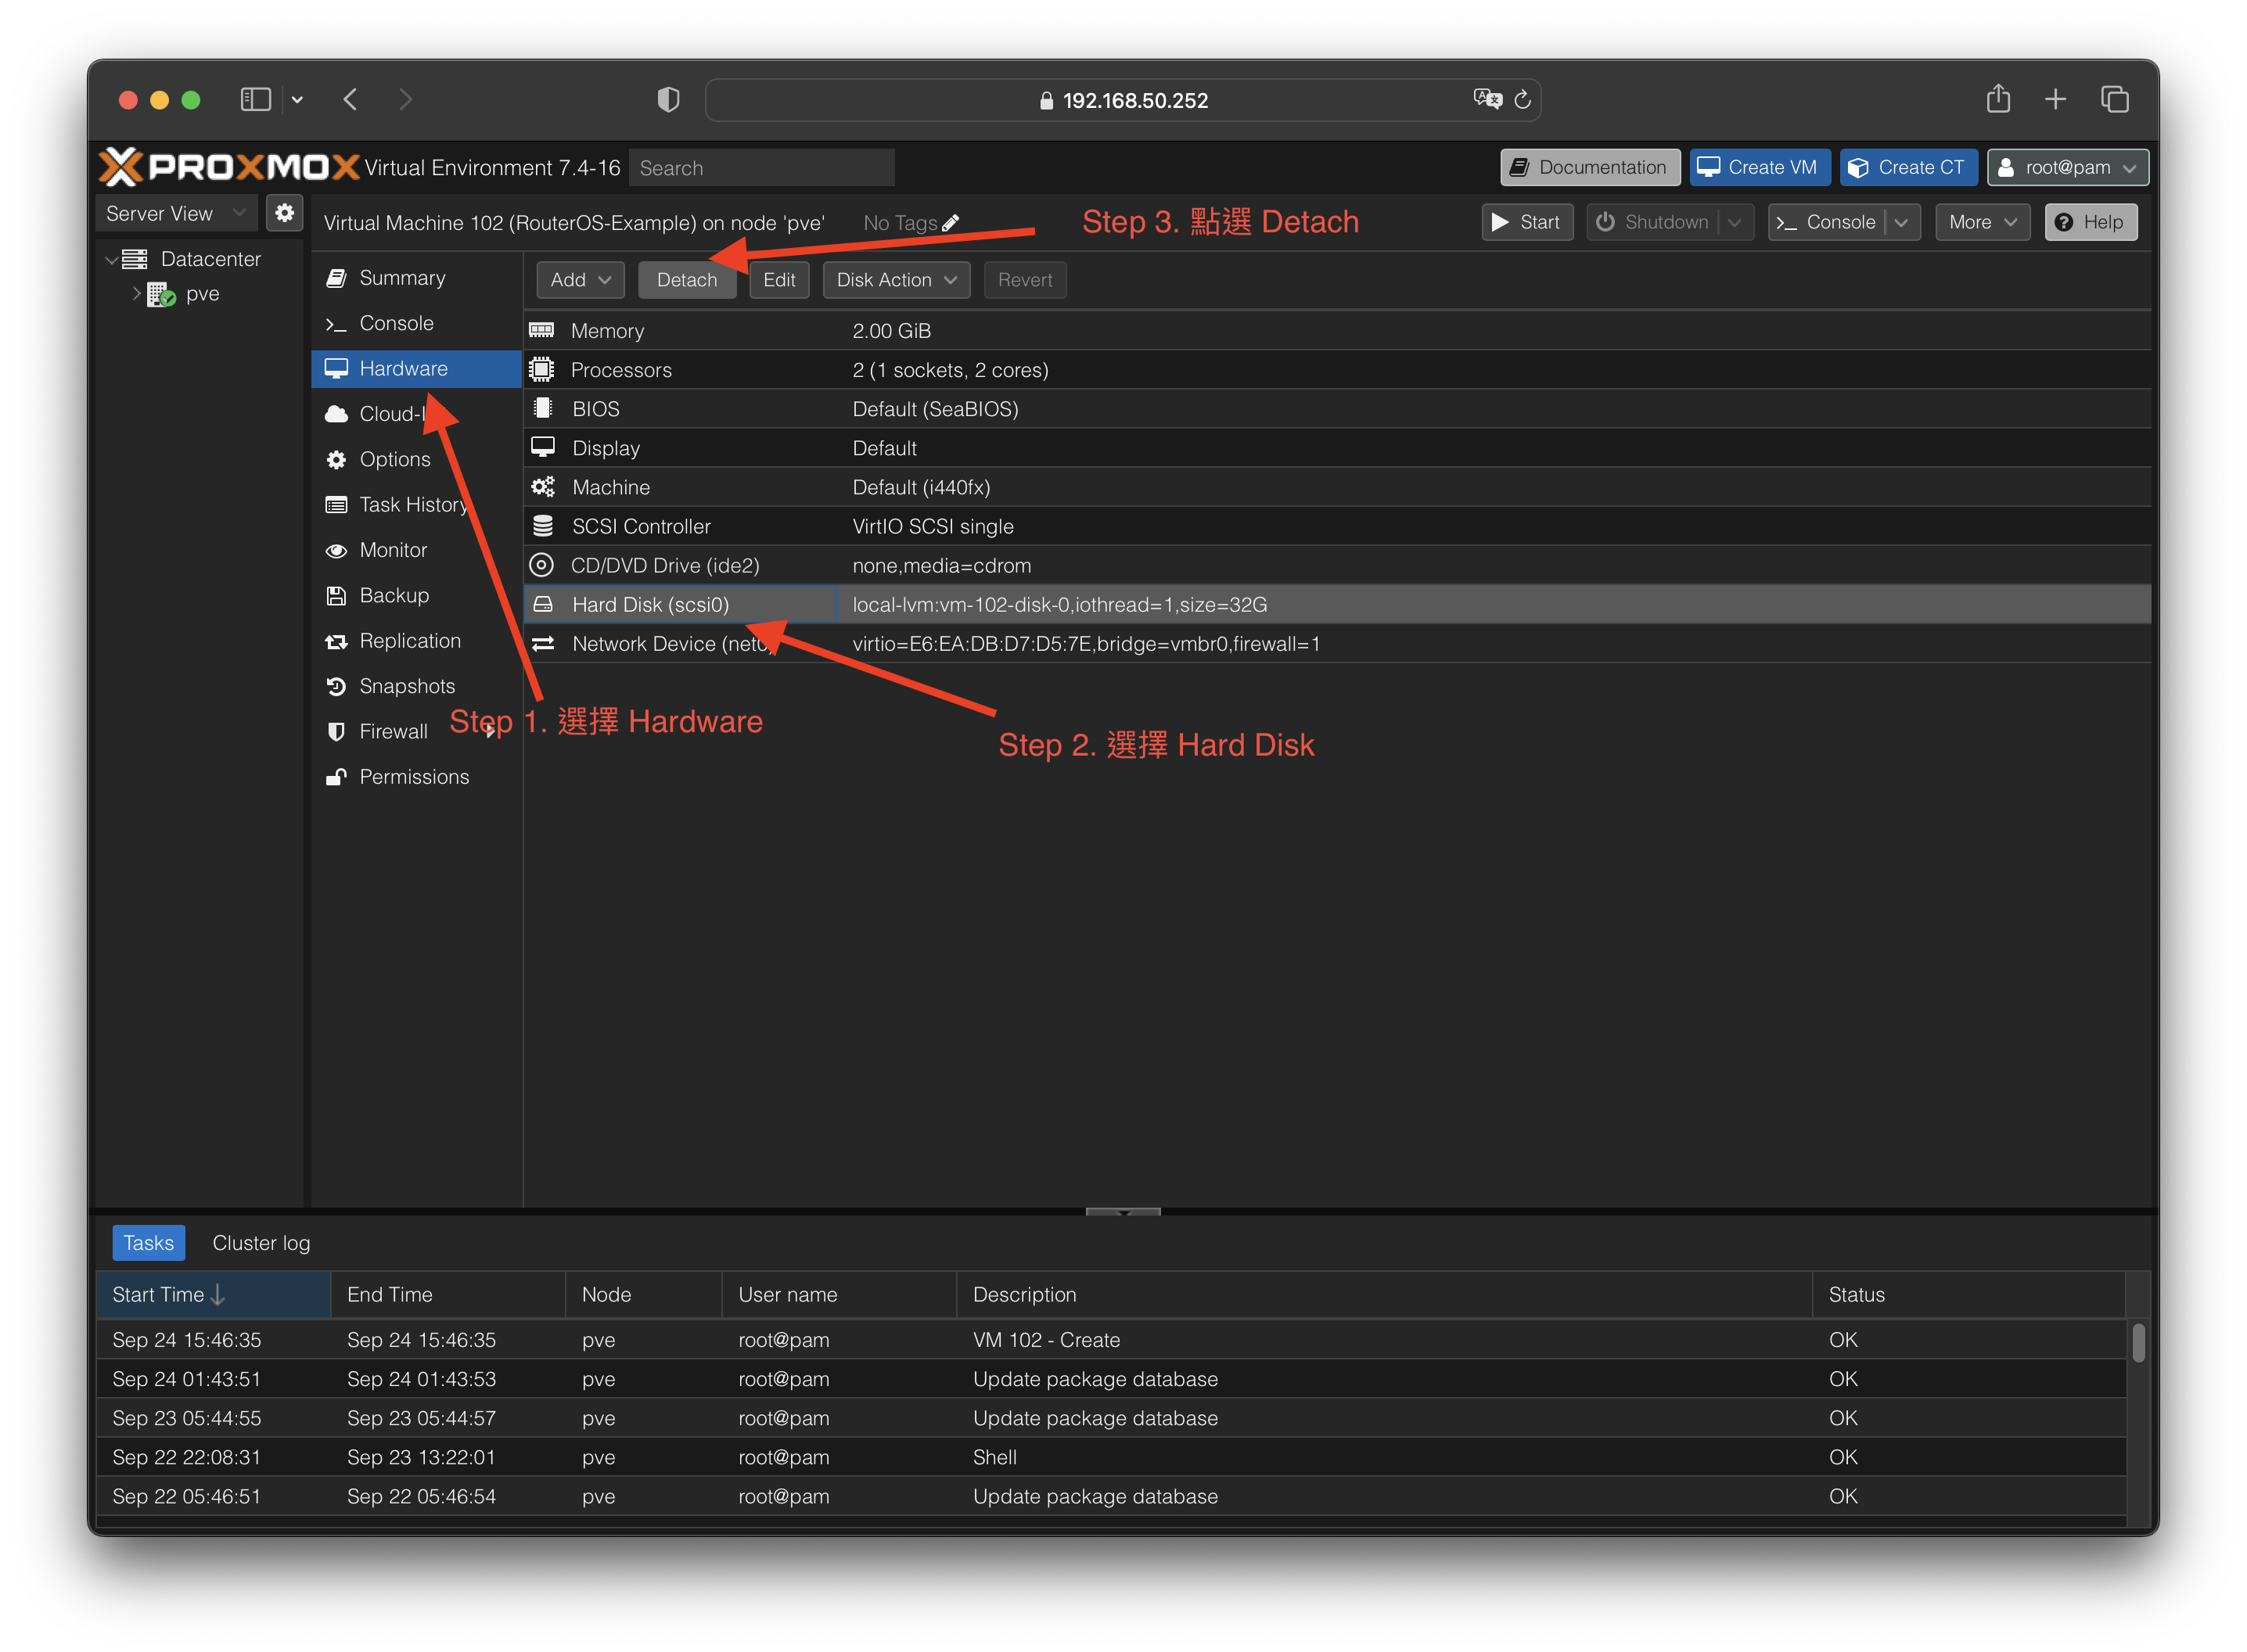 192.168.50.252
PROXMOX Virtual Environment 7.4-16 Search Documentation Create VM Create CT root@pam
Server View
Virtual Machine 102 (RouterOS-Example) on node 'pve' No Tags Step 3. 點選 Detach Start Shutdown Console More Help
Datacenter
pve
Summary
Console
Hardware
Cloud-I
Options
Task History
Monitor
Backup
Replication
Snapshots
Firewall
Permissions
Add Detach Edit Disk Action Revert
Memory 2.00 GiB
Processors 2 (1 sockets, 2 cores)
BIOS Default (SeaBIOS)
Display Default
Machine Default (i440fx)
SCSI Controller VirtIO SCSI single
CD/DVD Drive (ide2) none,media=cdrom
Hard Disk (scsi0) local-lvm:vm-102-disk-0,iothread=1,size=32G
Network Device (net0) virtio=E6:EA:DB:D7:D5:7E,bridge=vmbr0,firewall=1
Step 1. 選擇 Hardware
Step 2. 選擇 Hard Disk
Tasks Cluster log
Start Time End Time Node User name Description Status
Sep 24 15:46:35 Sep 24 15:46:35 pve root@pam VM 102 - Create OK
Sep 24 01:43:51 Sep 24 01:43:53 pve root@pam Update package database OK
Sep 23 05:44:55 Sep 23 05:44:57 pve root@pam Update package database OK
Sep 22 22:08:31 Sep 23 13:22:01 pve root@pam Shell OK
Sep 22 05:46:51 Sep 22 05:46:54 pve root@pam Update package database OK